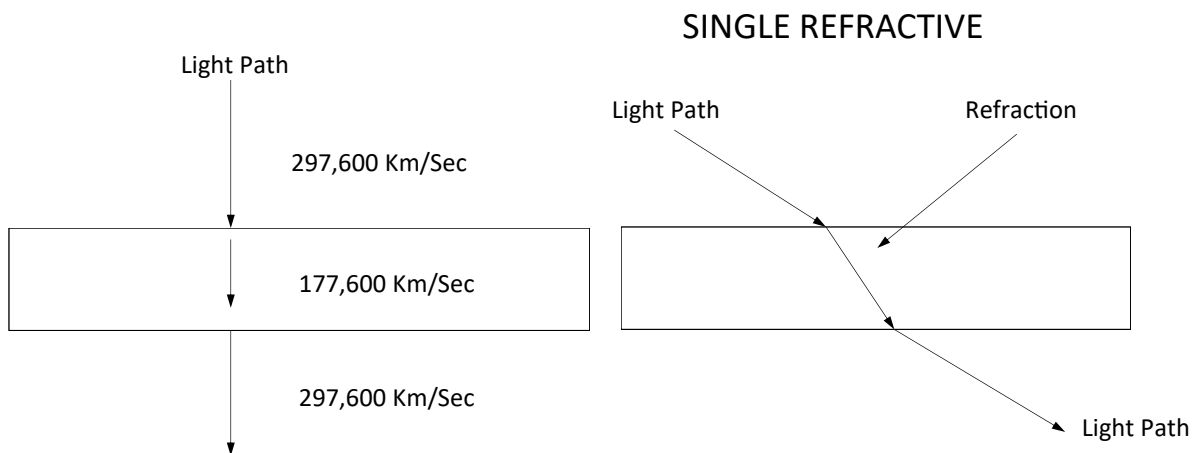 SINGLE REFRACTIVE
Light Path
297,600 Km/Sec
177,600 Km/Sec
297,600 Km/Sec
Light Path
Refraction
Light Path